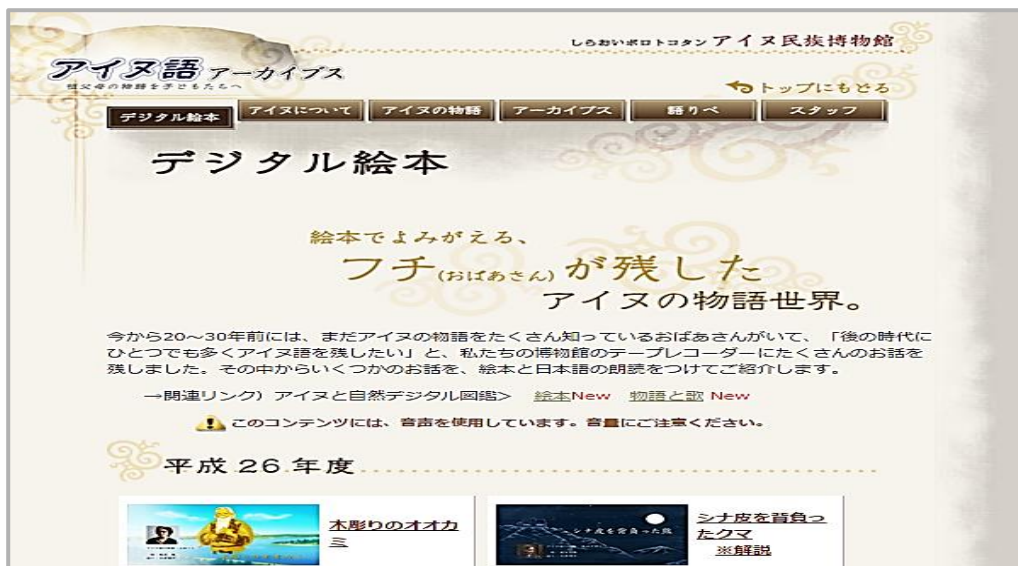 しらおいポロトコタン アイヌ民族博物館
アイヌ語アーカイブス
祖父母の物語を子どもたちへ
トップにもどる
デジタル絵本 アイヌについて アイヌの物語 アーカイブス 語りべ スタッフ
デジタル絵本
絵本でよみがえる、
フチ(おばあさん)が残した
アイヌの物語世界。
今から20～30年前には、まだアイヌの物語をたくさん知っているおばあさんがいて、「後の時代に
ひとつでも多くアイヌ語を残したい」と、私たちの博物館のテープレコーダーにたくさんのお話を
残しました。その中からいくつかのお話を、絵本と日本語の朗読をつけてご紹介します。
→関連リンク）アイヌと自然デジタル図鑑> 絵本New 物語と歌 New
このコンテンツには、音声を使用しています。音量にご注意ください。
平成 26 年度
木彫りのオオカ
ミ
シナ皮を背負った熊
シナ皮を背負っ
たクマ
※解説